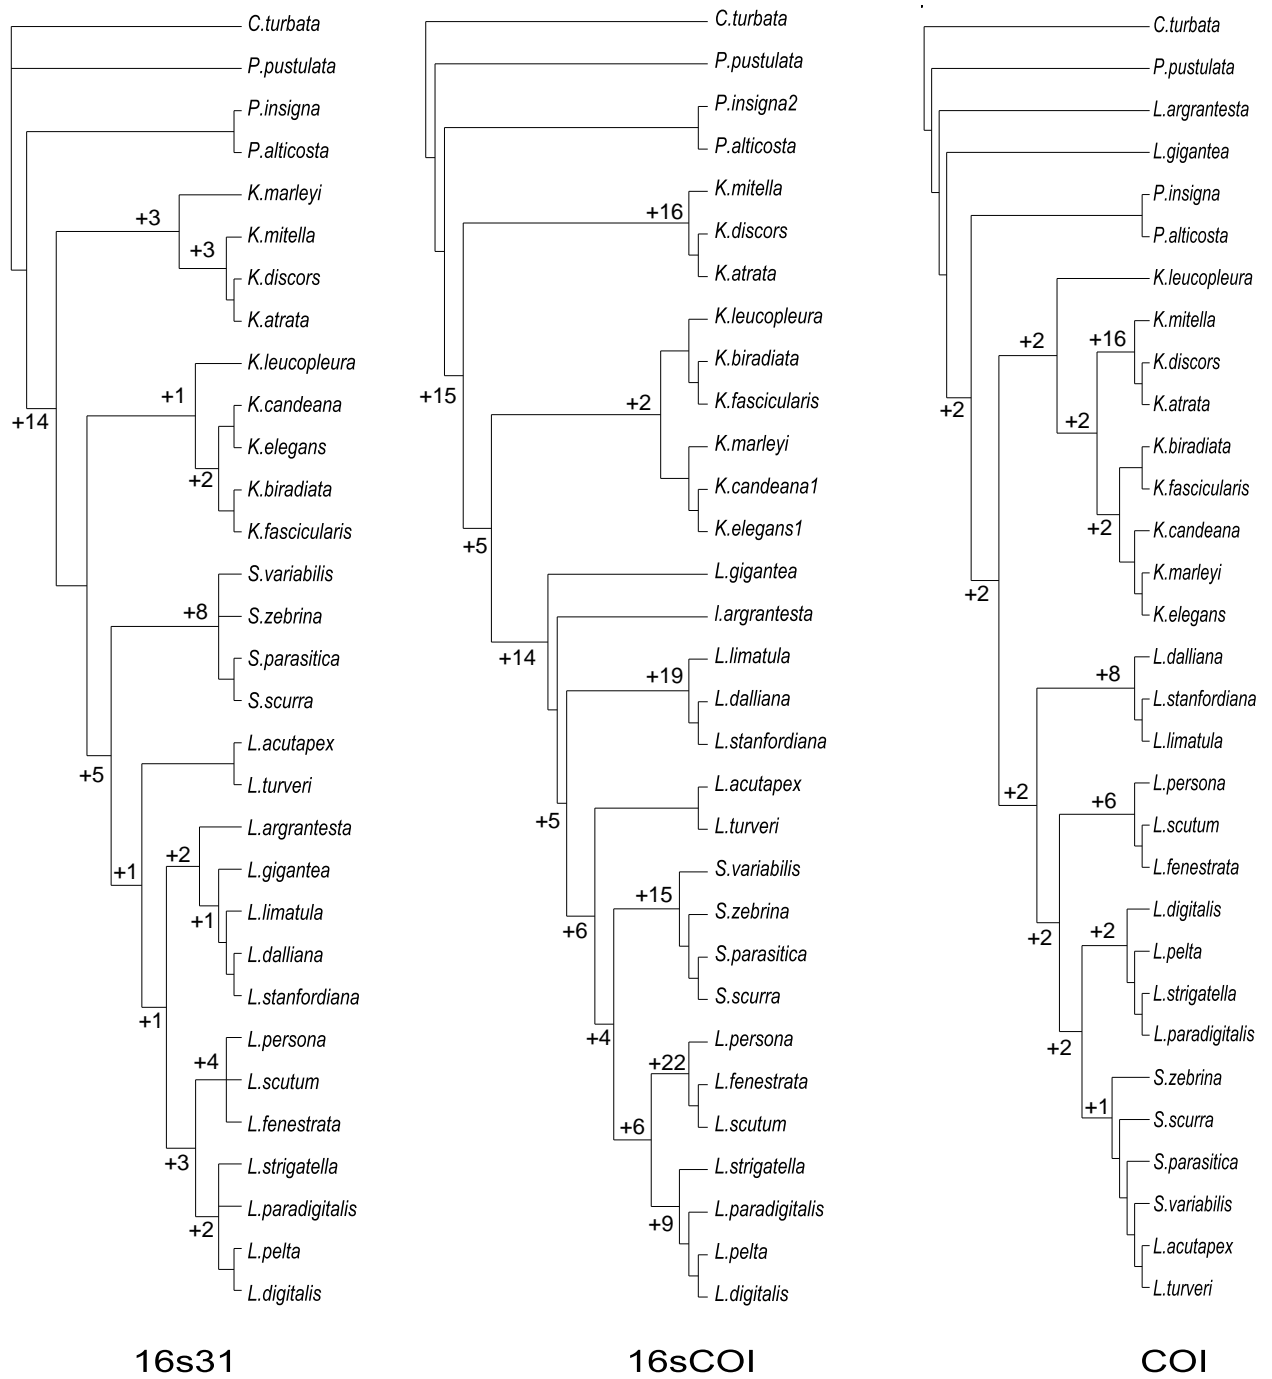 C.turbata
P.pustulata
P.insigna
P.alticosta
K.marleyi
+3
K.mitella
+3
K.discors
K.atrata
K.leucopleura
+1
K.candeana
+14
K.elegans
+2
K.biradiata
K.fascicularis
S.variabilis
+8
S.zebrina
S.parasitica
S.scurra
L.acutapex
+5
L.turveri
L.argrantesta
+2
+1
L.gigantea
+1
L.limatula
L.dalliana
L.stanfordiana
+1
L.persona
+4
L.scutum
L.fenestrata
+3
L.strigatella
L.paradigitalis
+2
L.pelta
L.digitalis
16s31
C.turbata
P.pustulata
P.insigna2
P.alticosta
K.mitella
+16
K.discors
K.atrata
K.leucopleura
K.biradiata
+15
+2
K.fascicularis
K.marleyi
K.candeana1
K.elegans1
+5
L.gigantea
l.argrantesta
+14
L.limatula
+19
L.dalliana
L.stanfordiana
L.acutapex
+5
L.turveri
S.variabilis
+15
S.zebrina
+6
S.parasitica
S.scurra
+4
L.persona
+22
L.fenestrata
+6
L.scutum
L.strigatella
L.paradigitalis
+9
L.pelta
L.digitalis
16sCOI
C.turbata
P.pustulata
L.argrantesta
L.gigantea
P.insigna
P.alticosta
K.leucopleura
K.mitella
+2
+16
K.discors
K.atrata
+2
+2
K.biradiata
K.fascicularis
+2
K.candeana
K.marleyi
+2
K.elegans
L.dalliana
+8
L.stanfordiana
L.limatula
L.persona
+2
+6
L.scutum
L.fenestrata
L.digitalis
+2
+2
L.pelta
L.strigatella
L.paradigitalis
+2
S.zebrina
+1
S.scurra
S.parasitica
S.variabilis
L.acutapex
L.turveri
COI